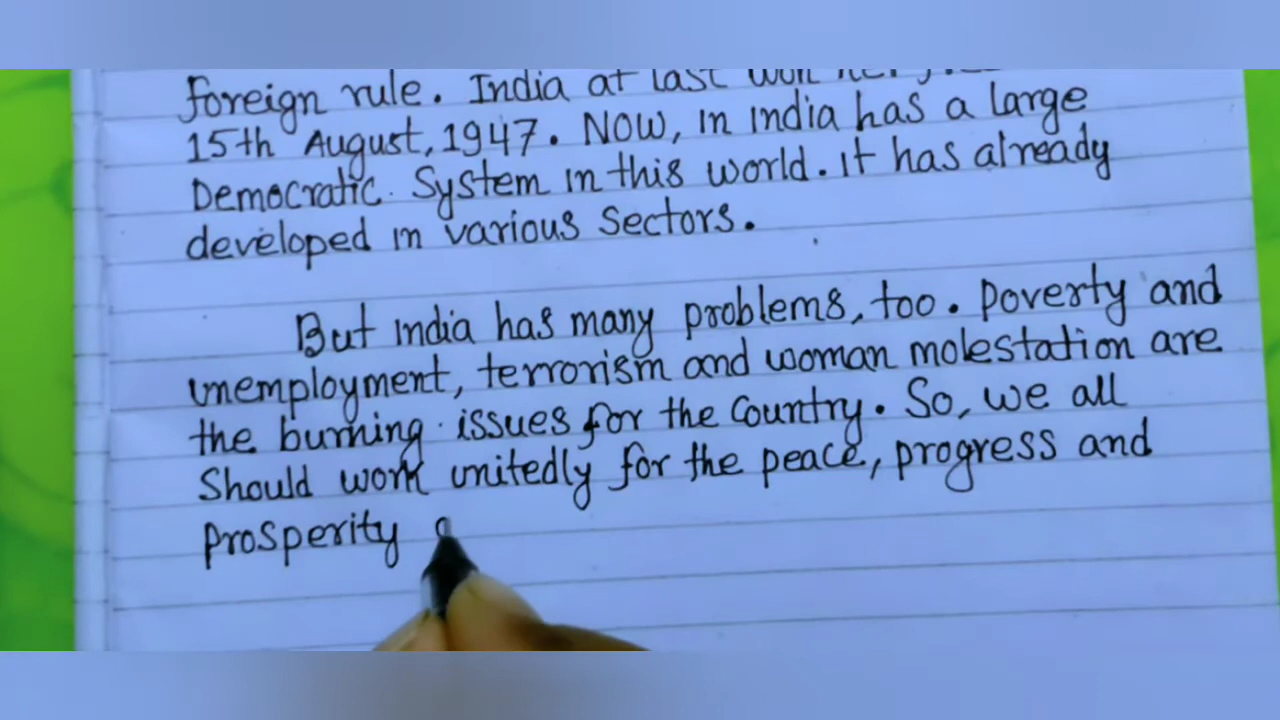 foreign rule. India at last won her
15th August, 1947. Now, in india has a large
Democratic System in this world. it has already
developed in various sectors.
But india has many problems, too. Poverty and
unemployment, terrorism and woman molestation are
the burning issues for the country. So, we all
Should work unitedly for the peace, progress and
prosperity